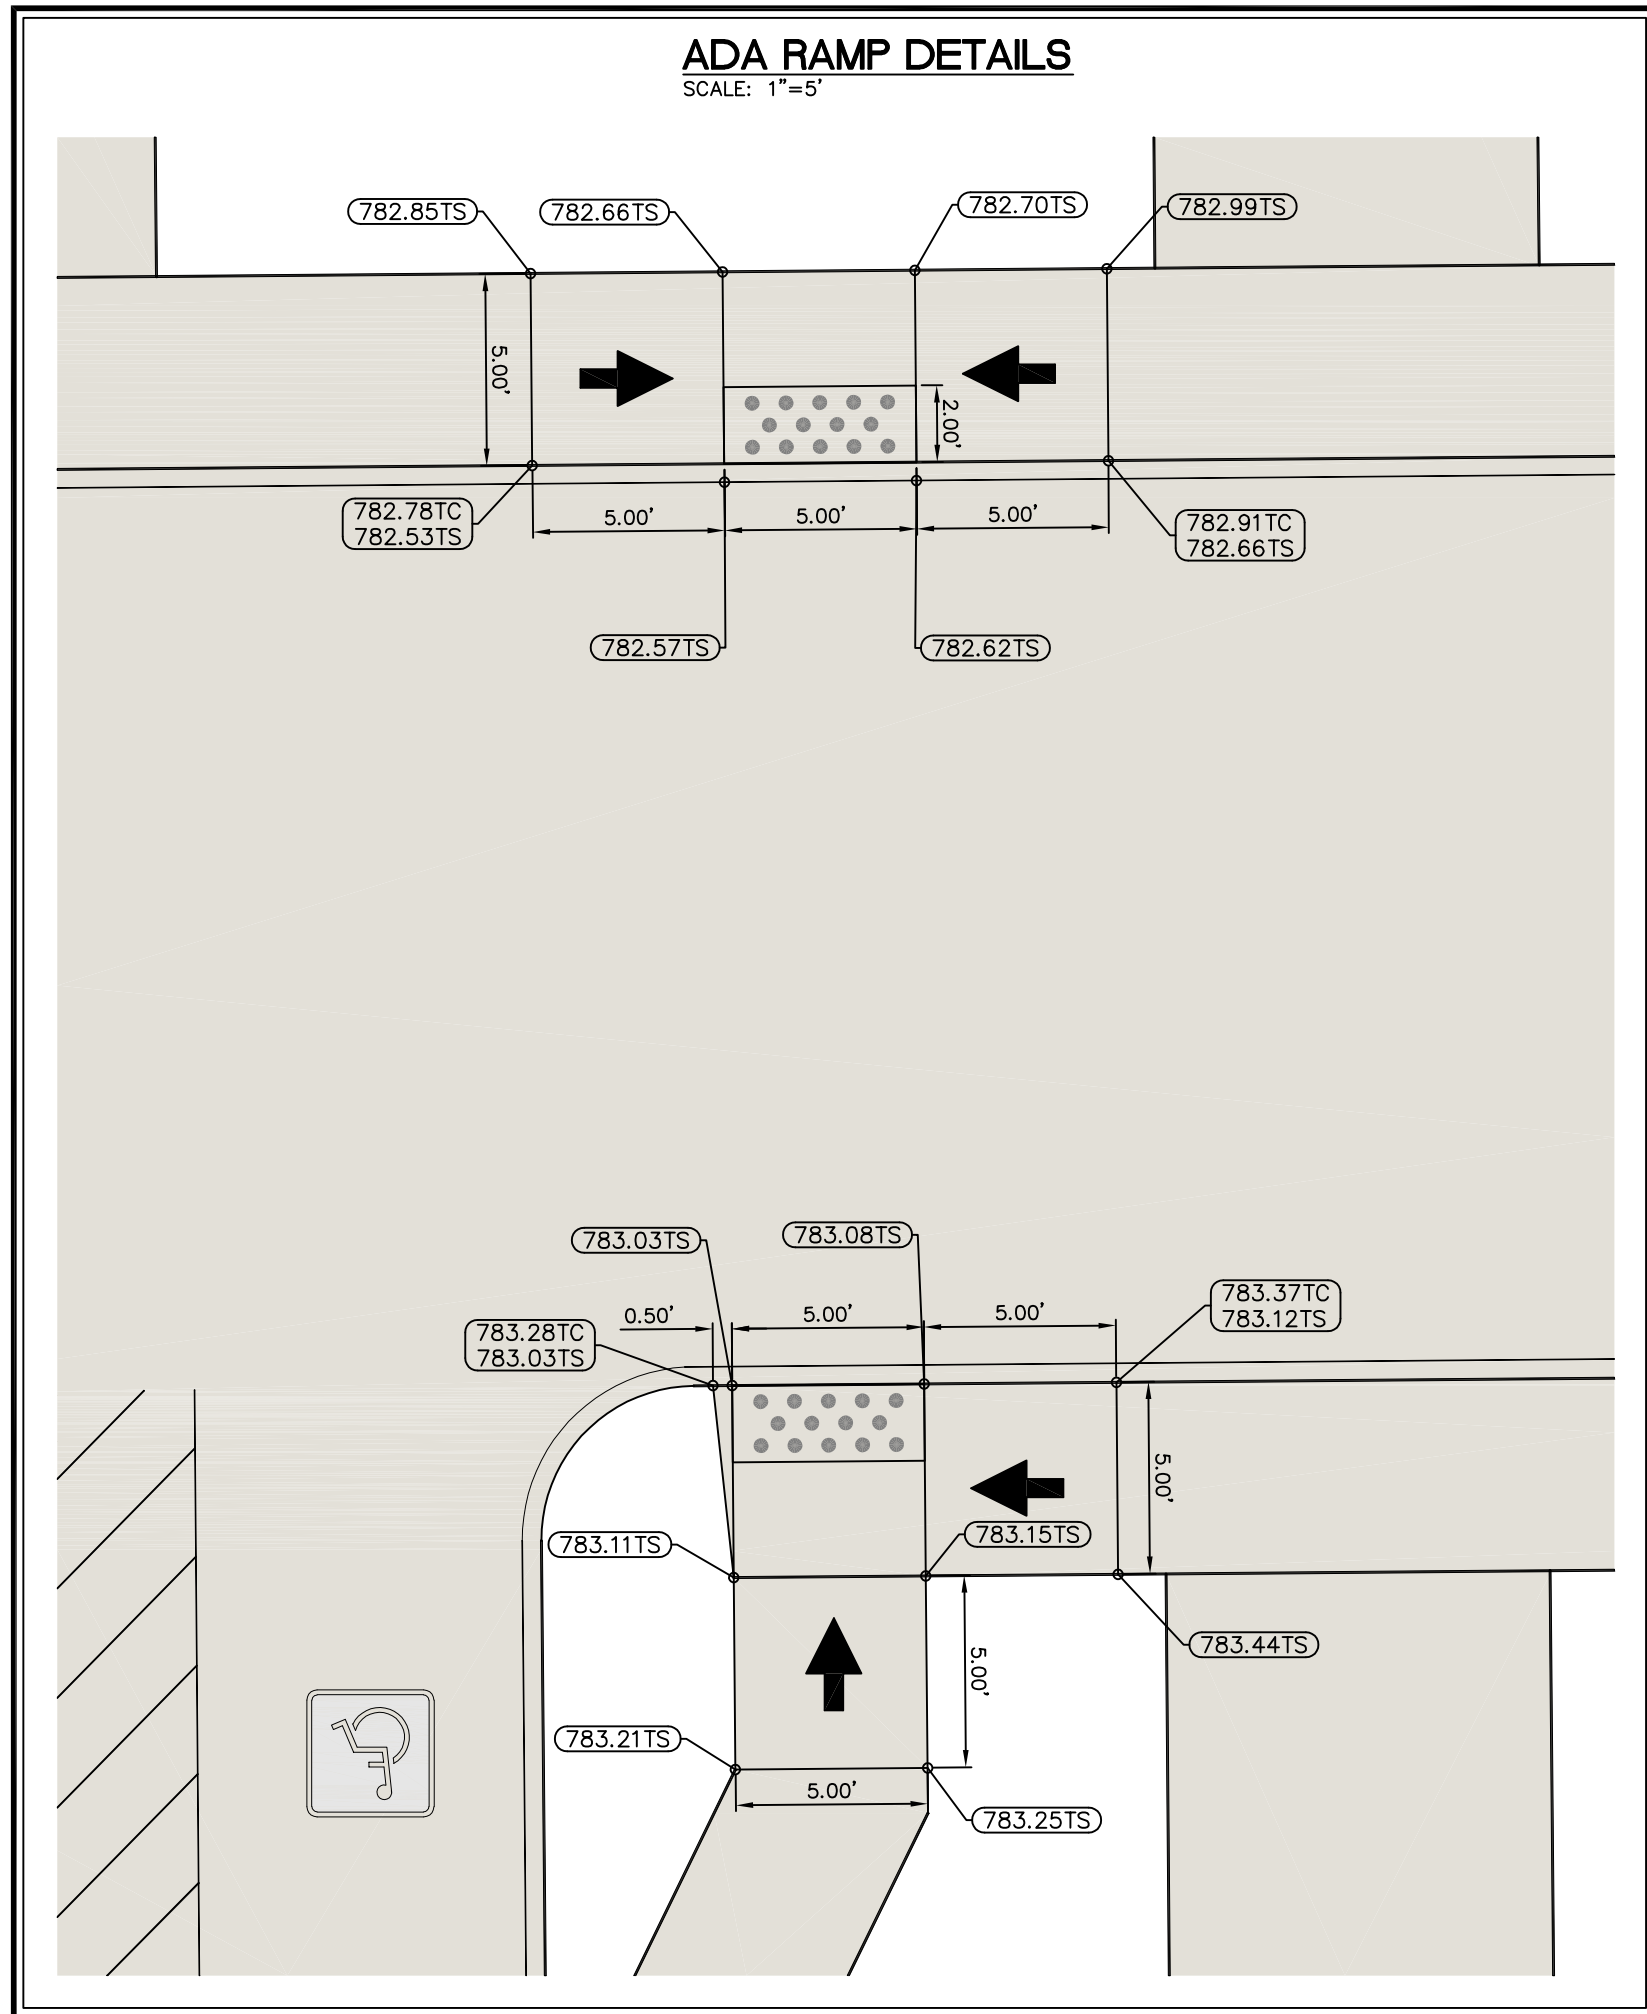 ADA RAMP DETAILS
SCALE: 1"=5'
782.85TS
782.66TS
782.70TS
782.99TS
5.00'
2.00'
782.78TC
782.53TS
5.00'
5.00'
5.00'
782.91TC
782.66TS
782.57TS
782.62TS
783.03TS
783.08TS
783.37TC
783.12TS
0.50'
5.00'
5.00'
783.28TC
783.03TS
5.00'
783.11TS
783.15TS
783.44TS
5.00'
783.21TS
5.00'
783.25TS